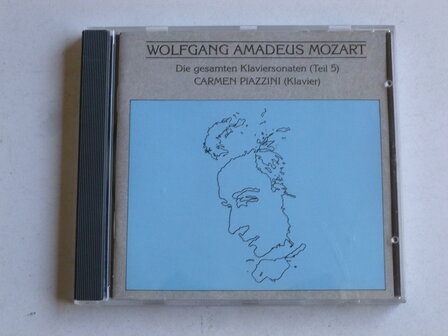 WOLFGANG AMADEUS MOZART
Die gesamten Klaviersonaten (Teil 5)
CARMEN PIAZZINI (Klavier)